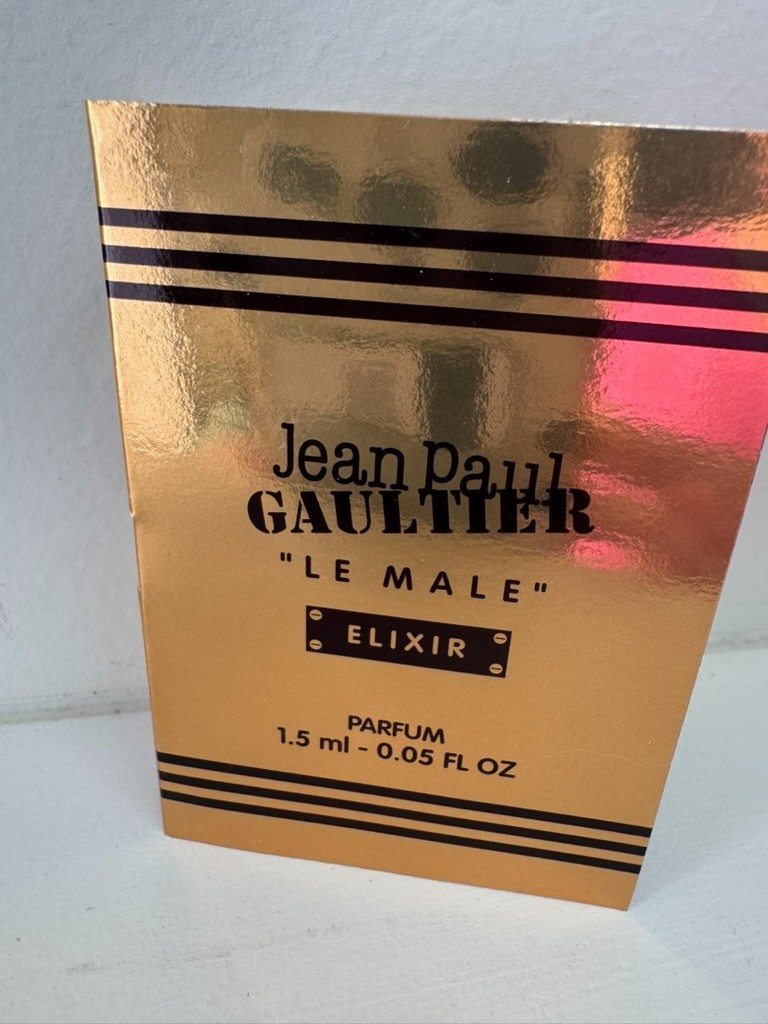 Jean Paul
GAULTIER
"LE MALE"
ELIXIR
PARFUM
1.5 ml - 0.05 FL OZ